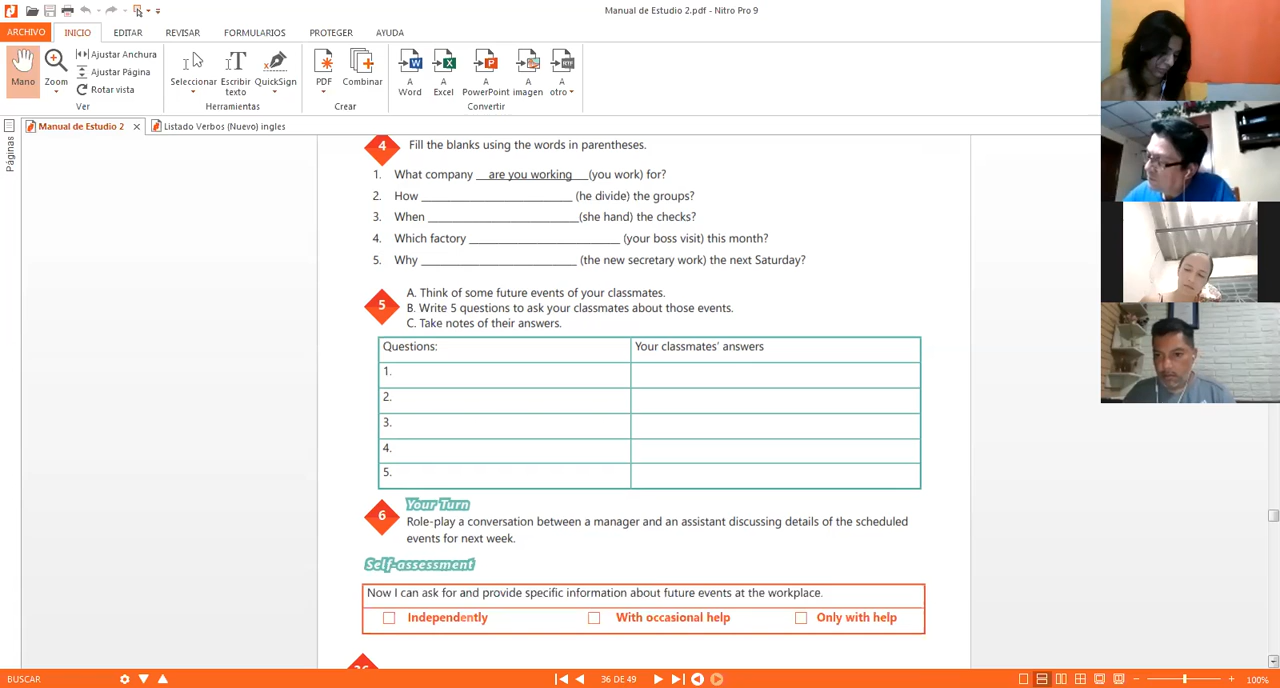 Manual de Estudio 2.pdf - Nitro Pro 9
ARCHIVO INICIO EDITAR REVISAR FORMULARIOS PROTEGER AYUDA
Mano
Zoom
Ajustar Anchura
Ajustar Página
Rotar vista
Ver
Seleccionar
Escribir texto
QuickSign
Herramientas
PDF
Combinar
Crear
A Word
A Excel
A PowerPoint
A imagen
A otro
Convertir
Páginas
Manual de Estudio 2
Listado Verbos (Nuevo) ingles
4 Fill the blanks using the words in parentheses.
1. What company __are you working___(you work) for?
2. How ______________________ (he divide) the groups?
3. When ______________________(she hand) the checks?
4. Which factory ______________________ (your boss visit) this month?
5. Why _______________________ (the new secretary work) the next Saturday?
5
A. Think of some future events of your classmates.
B. Write 5 questions to ask your classmates about those events.
C. Take notes of their answers.
Questions: Your classmates’ answers
1.
2.
3.
4.
5.
Your Turn
6 Role-play a conversation between a manager and an assistant discussing details of the scheduled
events for next week.
Self-assessment
Now I can ask for and provide specific information about future events at the workplace.
Independently With occasional help Only with help
BUSCAR
36 DE 49
100%